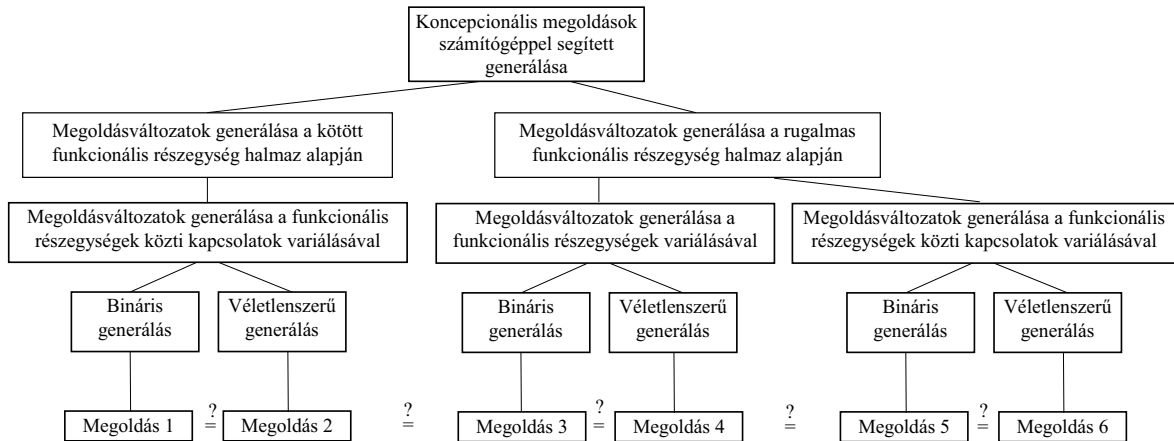 Koncepcionális megoldások
számítógéppel segített
generálása
Megoldásváltozatok generálása a kötött
funkcionális részegység halmaz alapján
Megoldásváltozatok generálása a rugalmas
funkcionális részegység halmaz alapján
Megoldásváltozatok generálása a funkcionális
részegységek közti kapcsolatok variálásával
Megoldásváltozatok generálása a
funkcionális részegységek variálásával
Megoldásváltozatok generálása a funkcionális
részegységek közti kapcsolatok variálásával
Bináris
generálás
Véletlenszerű
generálás
Bináris
generálás
Véletlenszerű
generálás
Bináris
generálás
Véletlenszerű
generálás
Megoldás 1
?
=
Megoldás 2
?
=
Megoldás 3
?
=
Megoldás 4
?
=
Megoldás 5
?
=
Megoldás 6